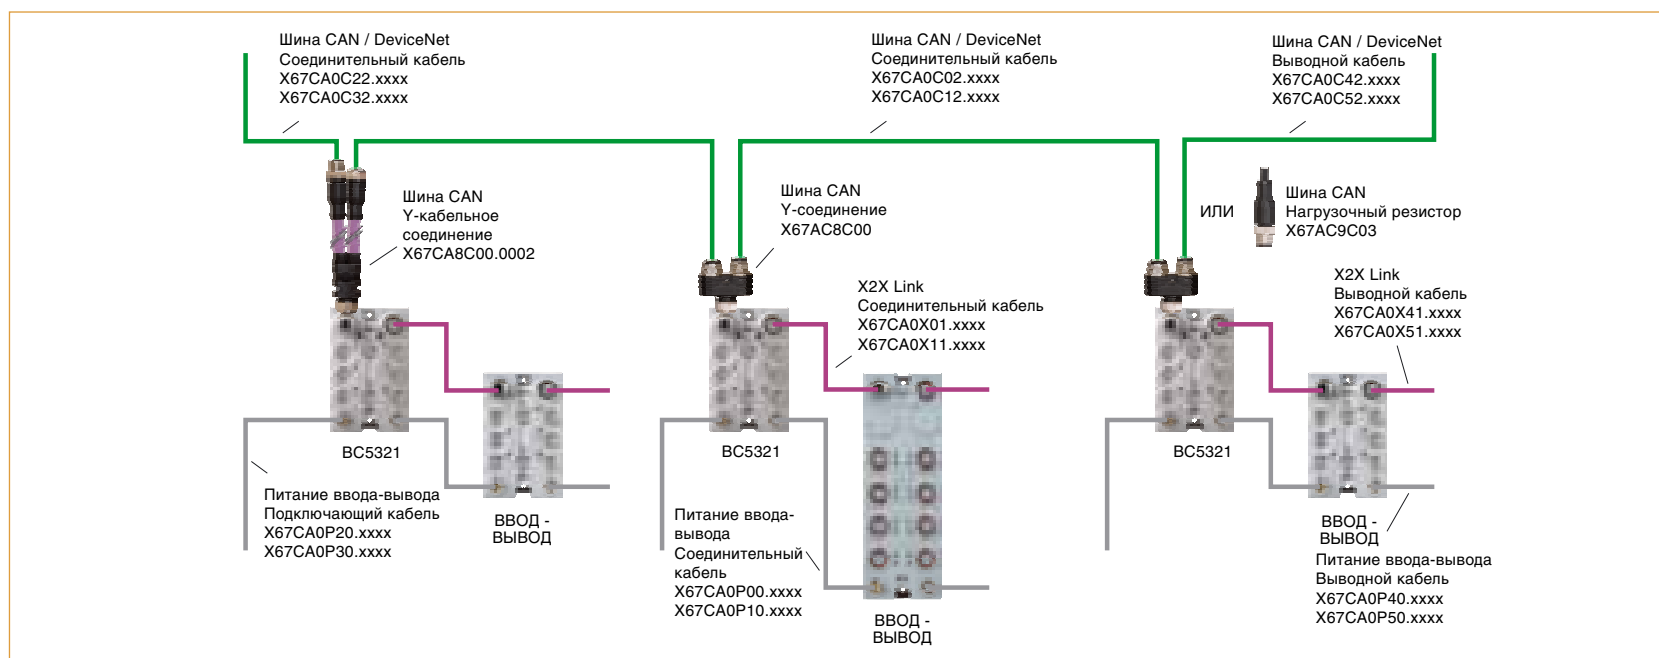 Шина CAN / DeviceNet
Соединительный кабель
X67CA0C22.xxxx
X67CA0C32.xxxx
Шина CAN / DeviceNet
Соединительный кабель
X67CA0C02.xxxx
X67CA0C12.xxxx
Шина CAN / DeviceNet
Выводной кабель
X67CA0C42.xxxx
X67CA0C52.xxxx
Шина CAN
Y-кабельное
соединение
X67CA8C00.0002
Шина CAN
Y-соединение
X67AC8C00
ИЛИ
Шина CAN
Нагрузочный резистор
X67AC9C03
X2X Link
Соединительный кабель
X67CA0X01.xxxx
X67CA0X11.xxxx
X2X Link
Выводной кабель
X67CA0X41.xxxx
X67CA0X51.xxxx
BC5321
BC5321
BC5321
Питание ввода-вывода
Подключающий кабель
X67CA0P20.xxxx
X67CA0P30.xxxx
ВВОД -
ВЫВОД
Питание ввода-
вывода
Соединительный
кабель
X67CA0P00.xxxx
X67CA0P10.xxxx
ВВОД -
ВЫВОД
ВВОД -
ВЫВОД
Питание ввода-вывода
Выводной кабель
X67CA0P40.xxxx
X67CA0P50.xxxx